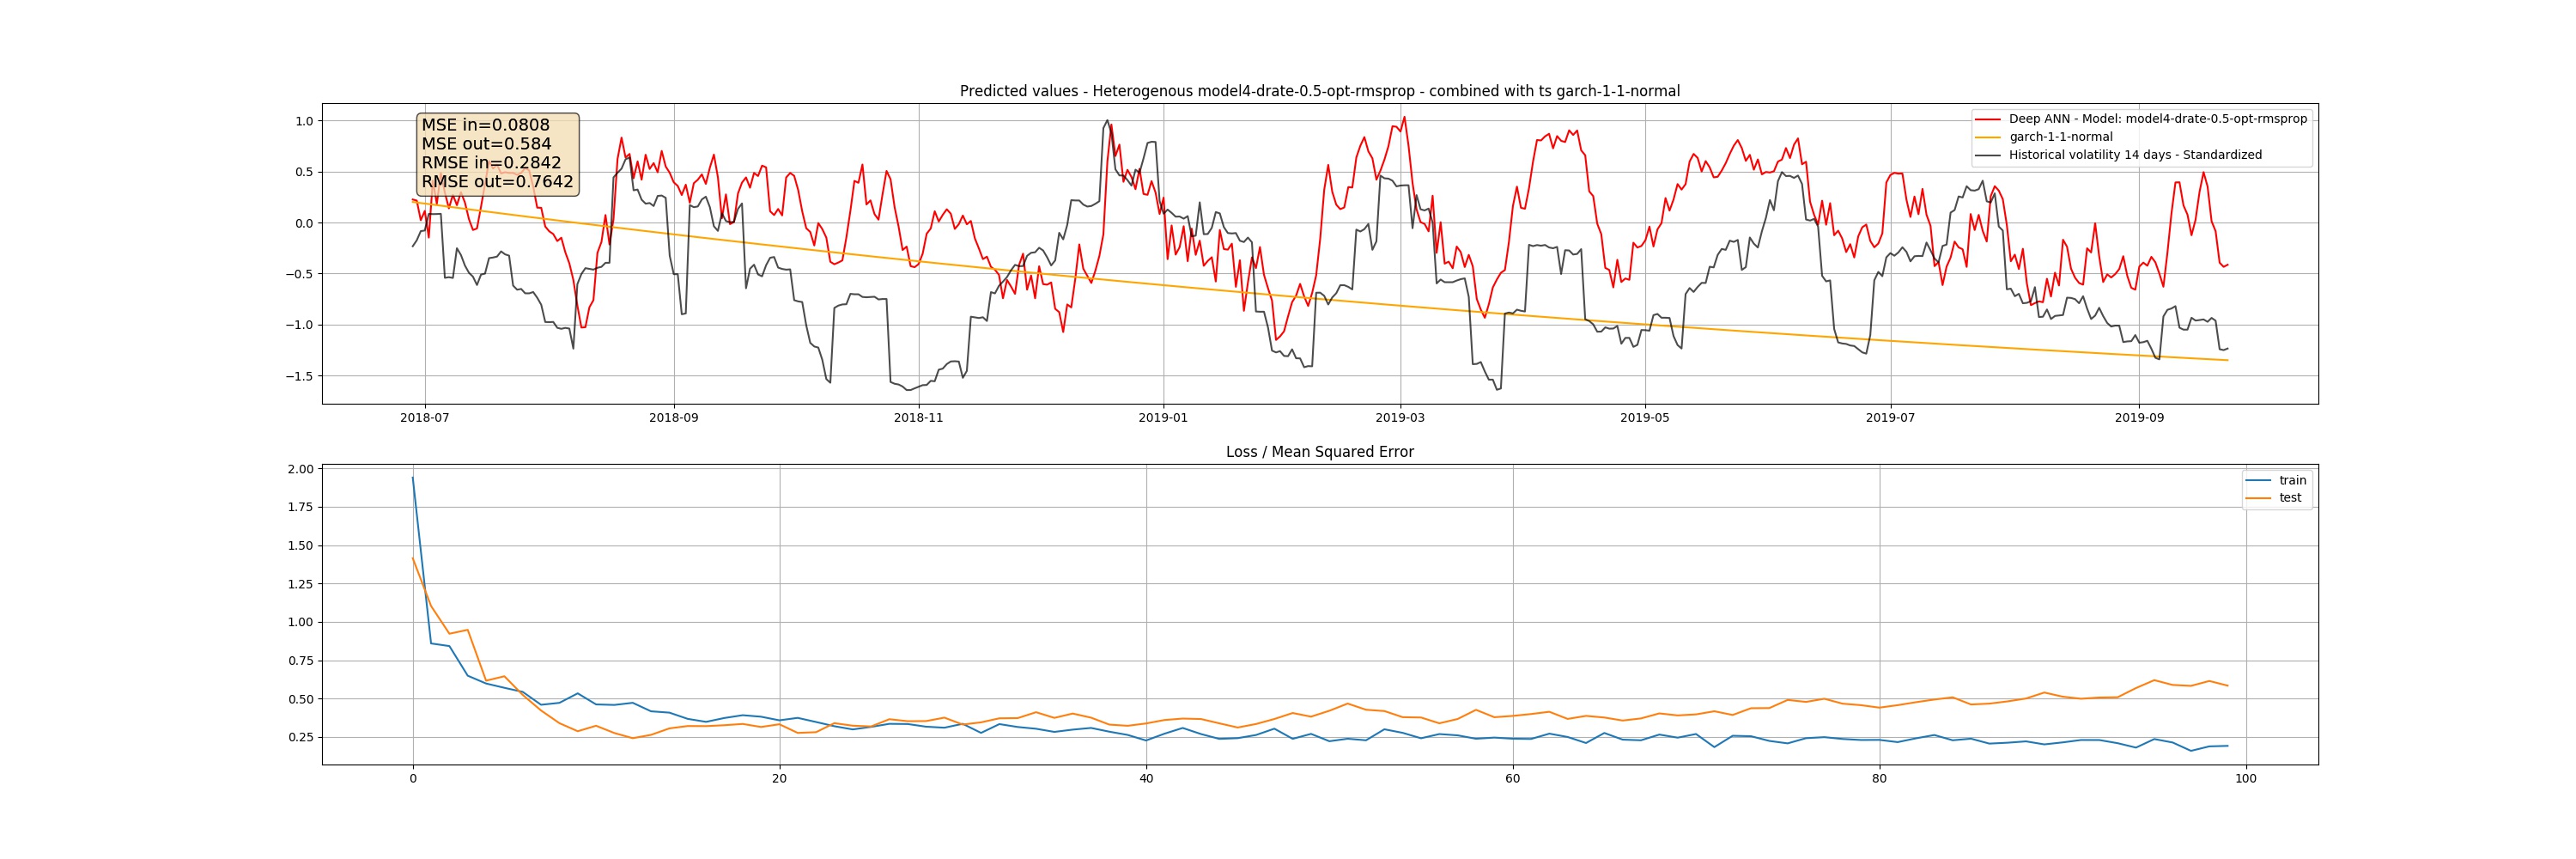 Predicted values - Heterogenous model4-drate-0.5-opt-rmsprop - combined with ts garch-1-1-normal
MSE in=0.0808
MSE out=0.584
RMSE in=0.2842
RMSE out=0.7642
Deep ANN - Model: model4-drate-0.5-opt-rmsprop
garch-1-1-normal
Historical volatility 14 days - Standardized
1.0
0.5
0.0
−0.5
−1.0
−1.5
2018-07 2018-09 2018-11 2019-01 2019-03 2019-05 2019-07 2019-09
Loss / Mean Squared Error
train
test
2.00
1.75
1.50
1.25
1.00
0.75
0.50
0.25
0 20 40 60 80 100